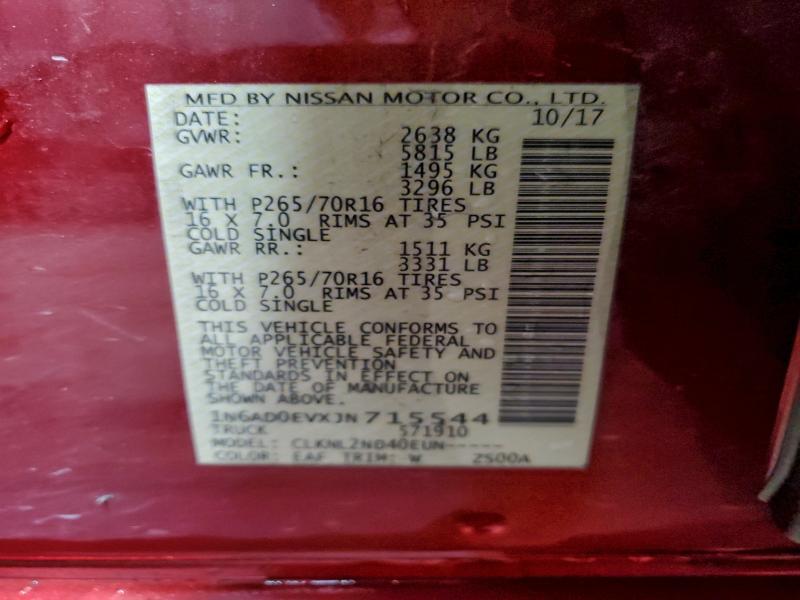 MFD BY NISSAN MOTOR CO., LTD.
DATE: 10/17
GVWR: 2638 KG
5815 LB
GAWR FR.: 1495 KG
3296 LB
WITH P265/70R16 TIRES
16 X 7.0 RIMS AT 35 PSI
COLD SINGLE
GAWR RR.: 1511 KG
3331 LB
WITH P265/70R16 TIRES
16 X 7.0 RIMS AT 35 PSI
COLD SINGLE
THIS VEHICLE CONFORMS TO
ALL APPLICABLE FEDERAL
MOTOR VEHICLE SAFETY AND
THEFT PREVENTION
STANDARDS IN EFFECT ON
THE DATE OF MANUFACTURE
SHOWN ABOVE.
1N6AD0EVXJN715544
TRUCK 571910
MODEL: CLKNL2ND40EUN-----
COLOR: EAF TRIM: W 2S00A